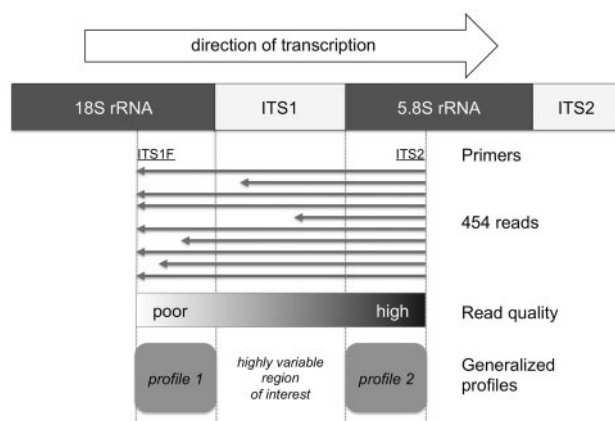 direction of transcription
18S rRNA ITS1 5.8S rRNA ITS2
ITS1F ITS2 Primers
454 reads
poor high Read quality
profile 1
highly variable
region
of interest
profile 2
Generalized
profiles